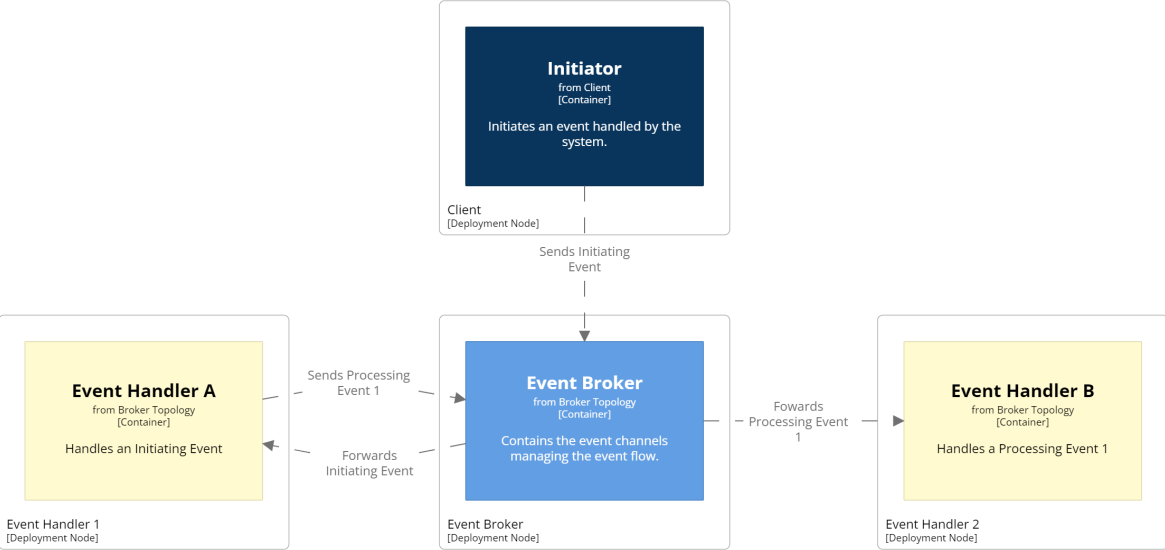 Initiator
from Client
[Container]
Initiates an event handled by the
system.
Client
[Deployment Node]
Sends Initiating
Event
Event Handler A
from Broker Topology
[Container]
Handles an Initiating Event
Event Handler 1
[Deployment Node]
Sends Processing
Event 1
Forwards
Initiating Event
Event Broker
from Broker Topology
[Container]
Contains the event channels
managing the event flow.
Event Broker
[Deployment Node]
Fowards
Processing Event
1
Event Handler B
from Broker Topology
[Container]
Handles a Processing Event 1
Event Handler 2
[Deployment Node]